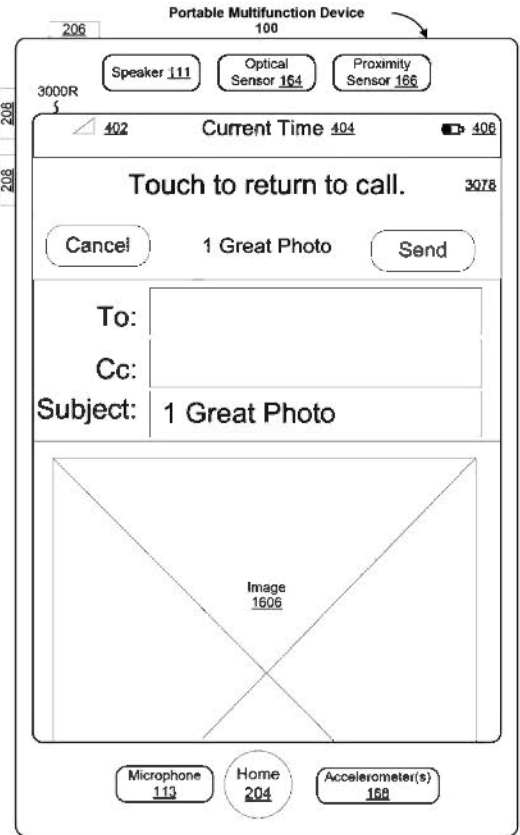 Portable Multifunction Device
100
206
Speaker 111
Optical
Sensor 164
Proximity
Sensor 166
3000R
208
208
402
Current Time 404
406
Touch to return to call.
3078
Cancel
1 Great Photo
Send
To:
Cc:
Subject:
1 Great Photo
Image
1606
Microphone
113
Home
204
Accelerometer(s)
168